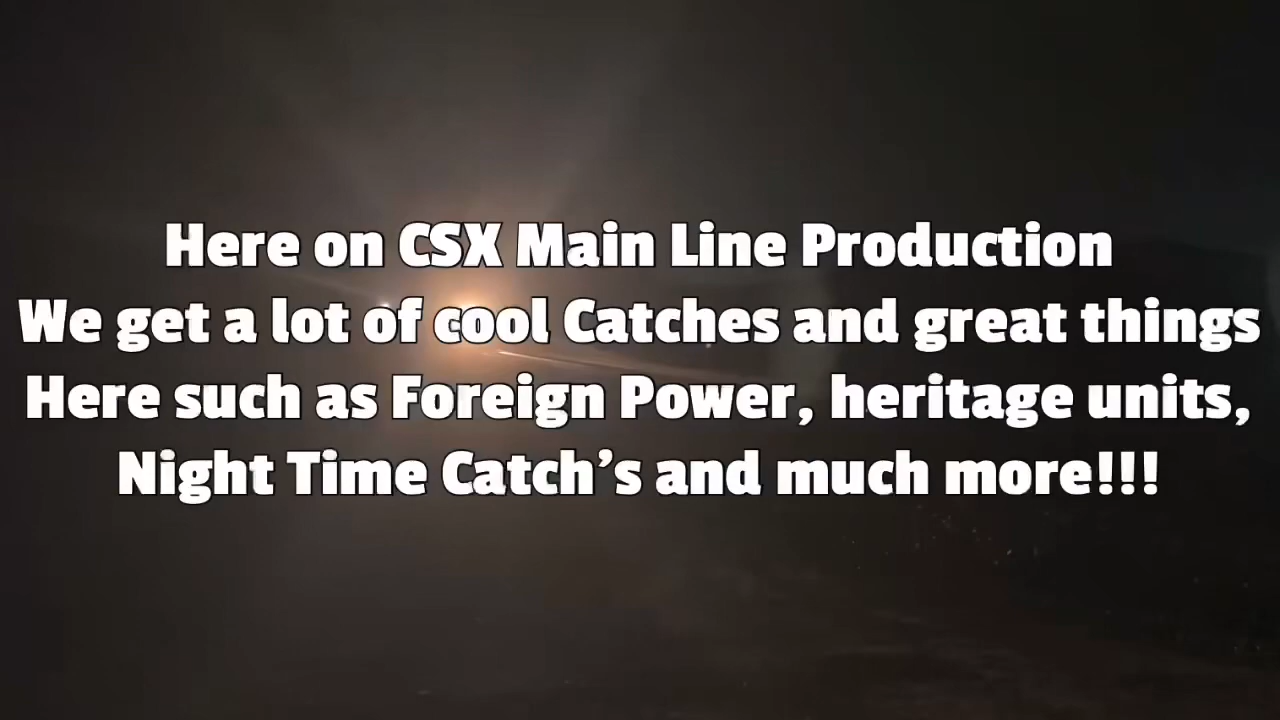 Here on CSX Main Line Production
We get a lot of cool Catches and great things
Here such as Foreign Power, heritage units,
Night Time Catch’s and much more!!!